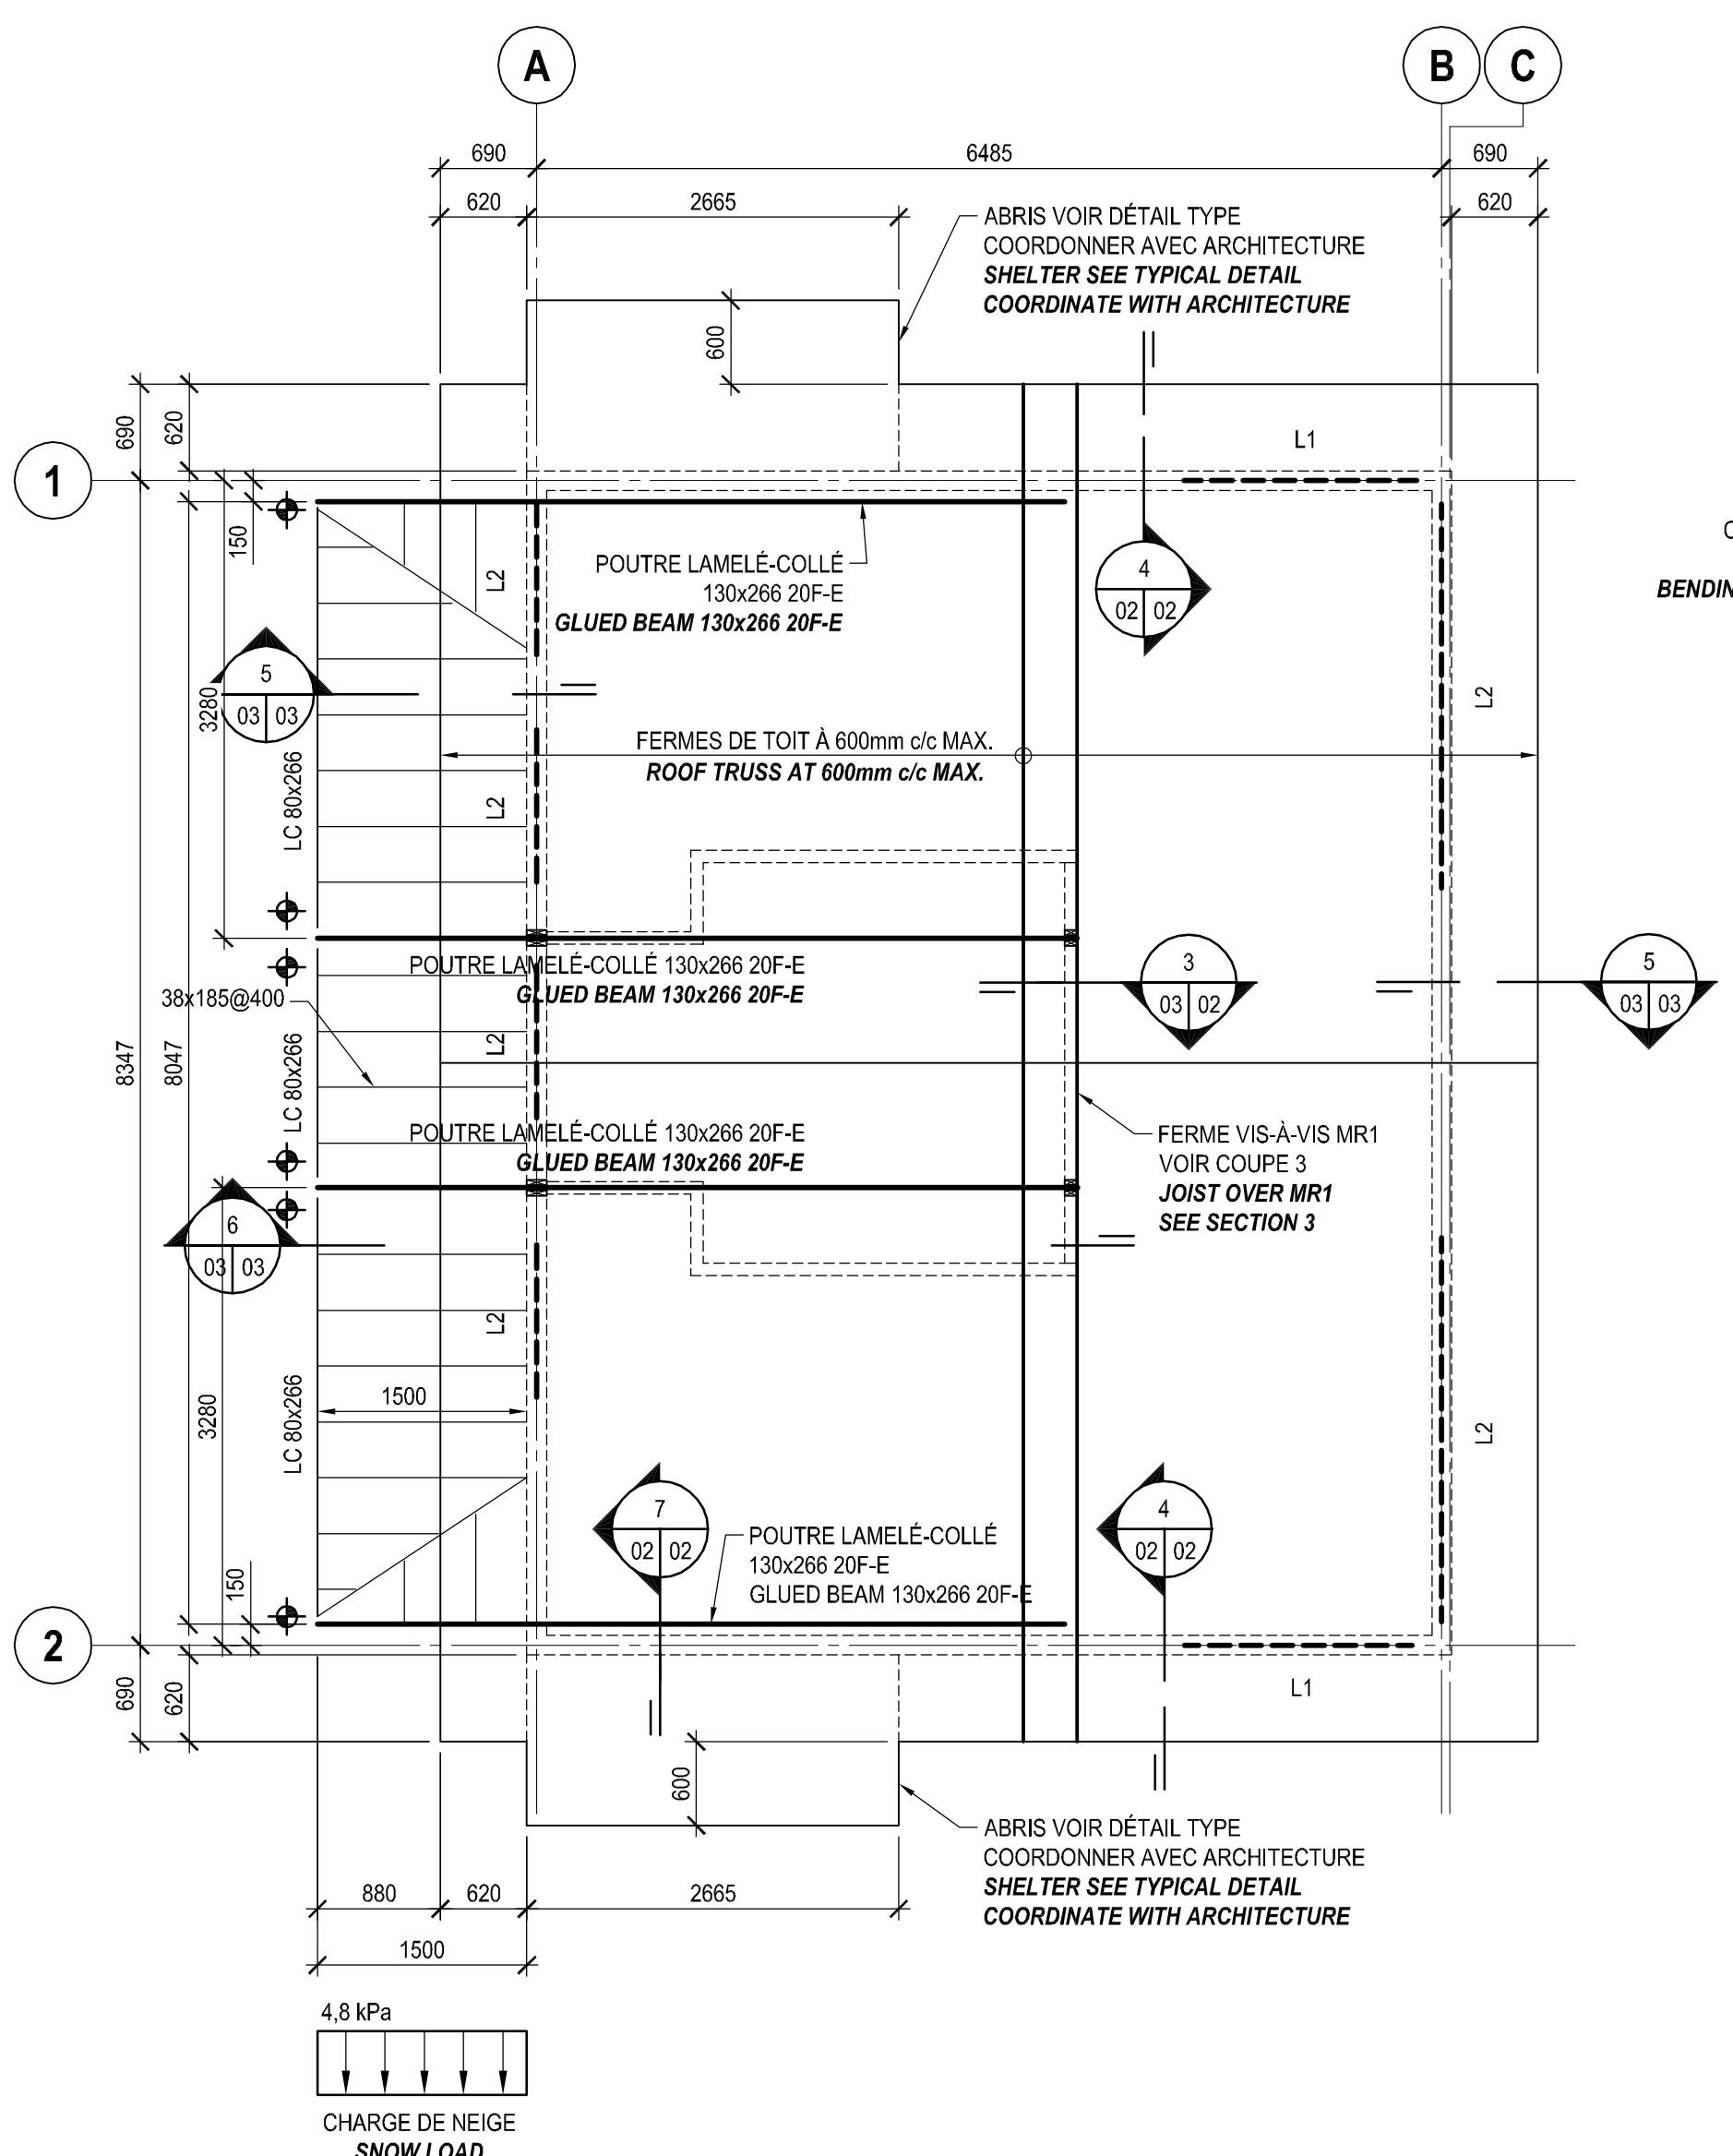 A
B
C
690
6485
690
620
2665
620
ABRIS VOIR DÉTAIL TYPE
COORDONNER AVEC ARCHITECTURE
SHELTER SEE TYPICAL DETAIL
COORDINATE WITH ARCHITECTURE
600
690
620
L1
1
150
C
POUTRE LAMELÉ-COLLÉ
130x266 20F-E
GLUED BEAM 130x266 20F-E
L2
4
02 02
BENDIN
5
03 03
3280
L2
FERMES DE TOIT À 600mm c/c MAX.
ROOF TRUSS AT 600mm c/c MAX.
LC 80x266
L2
POUTRE LAMELÉ-COLLÉ 130x266 20F-E
GLUED BEAM 130x266 20F-E
38x185@400
3
03 02
5
03 03
8347
8047
LC 80x266
L2
POUTRE LAMELÉ-COLLÉ 130x266 20F-E
GLUED BEAM 130x266 20F-E
FERME VIS-À-VIS MR1
VOIR COUPE 3
JOIST OVER MR1
SEE SECTION 3
6
03 03
L2
3280
LC 80x266
1500
L2
7
02 02
4
02 02
POUTRE LAMELÉ-COLLÉ
130x266 20F-E
GLUED BEAM 130x266 20F-E
150
2
690
620
L1
600
ABRIS VOIR DÉTAIL TYPE
COORDONNER AVEC ARCHITECTURE
SHELTER SEE TYPICAL DETAIL
COORDINATE WITH ARCHITECTURE
880
620
2665
1500
4,8 kPa
CHARGE DE NEIGE
SNOW LOAD